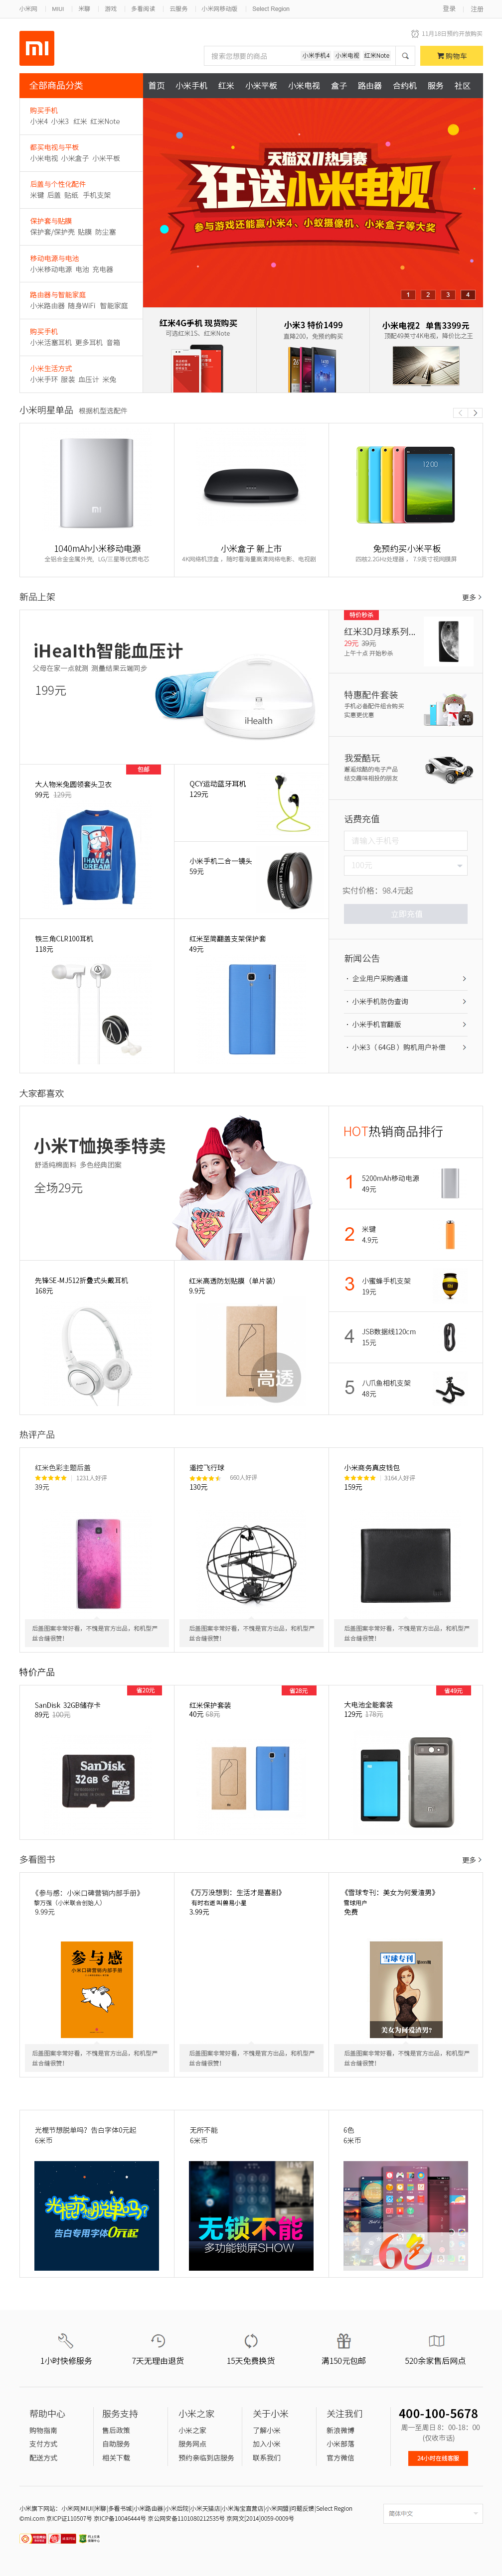 小米网 MIUI 米聊 游戏 多看阅读 云服务 小米网移动版 Select Region 登录 注册
11月18日预约开放购买
搜索您想要的商品 小米手机4 小米电视 红米Note 购物车
全部商品分类 首页 小米手机 红米 小米平板 小米电视 盒子 路由器 合约机 服务 社区
购买手机
小米4 小米3 红米 红米Note
都买电视与平板
小米电视 小米盒子 小米平板
后盖与个性化配件
米键 后盖 贴纸 手机支架
保护套与贴膜
保护套/保护壳 贴膜 防尘塞
移动电源与电池
小米移动电源 电池 充电器
路由器与智能家庭
小米路由器 随身WiFi 智能家庭
购买手机
小米活塞耳机 更多耳机 音箱
小米生活方式
小米手环 服装 血压计 米兔
天猫双11热身赛
狂送小米电视
参与游戏还能赢小米4、小蚁摄像机、小米盒子等大奖
1 2 3 4
红米4G手机 现货购买
可选红米1S、红米Note
小米3 特价1499
直降200，免预约购买
小米电视2 单售3399元
顶配49英寸4K电视，降价比之王
小米明星单品 根据机型选配件
1040mAh小米移动电源
全铝合金金属外壳，LG/三星等优质电芯
小米盒子 新上市
4K网络机顶盒，随时看海量高清网络电影、电视剧
免预约买小米平板
四核2.2GHz处理器、7.9英寸视网膜屏
新品上架 更多
iHealth智能血压计
父母在家一点就测 测量结果云端同步
199元
iHealth
特价秒杀
红米3D月球系列...
29元 39元
上午十点 开始秒杀
特惠配件套装
手机必备配件组合购买
实惠更优惠
我爱酷玩
邂逅炫酷的电子产品
结交趣味相投的朋友
包邮
大人物米兔圆领套头卫衣
99元 129元
I HAVE A DREAM
QCY运动蓝牙耳机
129元
小米手机二合一镜头
59元
话费充值
请输入手机号
100元
实付价格：98.4元起
立即充值
铁三角CLR100耳机
118元
红米至简翻盖支架保护套
49元
新闻公告
· 企业用户采购通道
· 小米手机防伪查询
· 小米手机官翻版
· 小米3（64GB）购机用户补偿
大家都喜欢
小米T恤换季特卖
舒适纯棉面料 多色经典团案
全场29元
HOT热销商品排行
1 5200mAh移动电源
49元
2 米键
4.9元
3 小蜜蜂手机支架
19元
4 JSB数据线120cm
15元
5 八爪鱼相机支架
48元
先锋SE-MJ512折叠式头戴耳机
168元
红米高透防划贴膜（单片装）
9.9元
高透
热评产品
红米色彩主题后盖
1231人好评
39元
遥控飞行球
660人好评
130元
小米商务真皮钱包
3164人好评
159元
后盖图案非常好看，不愧是官方出品，和机型严丝合缝很赞！
后盖图案非常好看，不愧是官方出品，和机型严丝合缝很赞！
后盖图案非常好看，不愧是官方出品，和机型严丝合缝很赞！
特价产品
省20元
SanDisk 32GB储存卡
89元 100元
SanDisk
32GB
省28元
红米保护套装
40元 68元
省49元
大电池全能套装
129元 178元
多看图书 更多
《参与感：小米口碑营销内部手册》
黎万强（小米联合创始人）
9.99元
《万万没想到：生活才是喜剧》
有时右逝 叫兽易小星
3.99元
《雪球专刊：美女为何爱渣男》
雪球用户
免费
参与感
小米口碑营销内部手册
雪球专刊
美女为何爱渣男?
后盖图案非常好看，不愧是官方出品，和机型严丝合缝很赞！
后盖图案非常好看，不愧是官方出品，和机型严丝合缝很赞！
后盖图案非常好看，不愧是官方出品，和机型严丝合缝很赞！
光棍节想脱单吗？告白字体0元起
6米币
无所不能
6米币
6色
6米币
光棍节想脱单吗?
告白专用字体0元起
无锁不能
多功能锁屏SHOW
1小时快修服务 7天无理由退货 15天免费换货 满150元包邮 520余家售后网点
帮助中心 服务支持 小米之家 关于小米 关注我们 400-100-5678
购物指南 售后政策 小米之家 了解小米 新浪微博 周一至周日 8：00-18：00
支付方式 自助服务 服务网点 加入小米 小米部落 (仅收市话)
配送方式 相关下载 预约亲临到店服务 联系我们 官方微信 24小时在线客服
小米旗下网站：小米网|MIUI|米聊|多看书城|小米路由器|小米后院|小米天猫店|小米淘宝直营店|小米网盟|问题反馈|Select Region
©mi.com 京ICP证110507号 京ICP备10046444号 京公网安备1101080212535号 京网文[2014]0059-0009号
简体中文